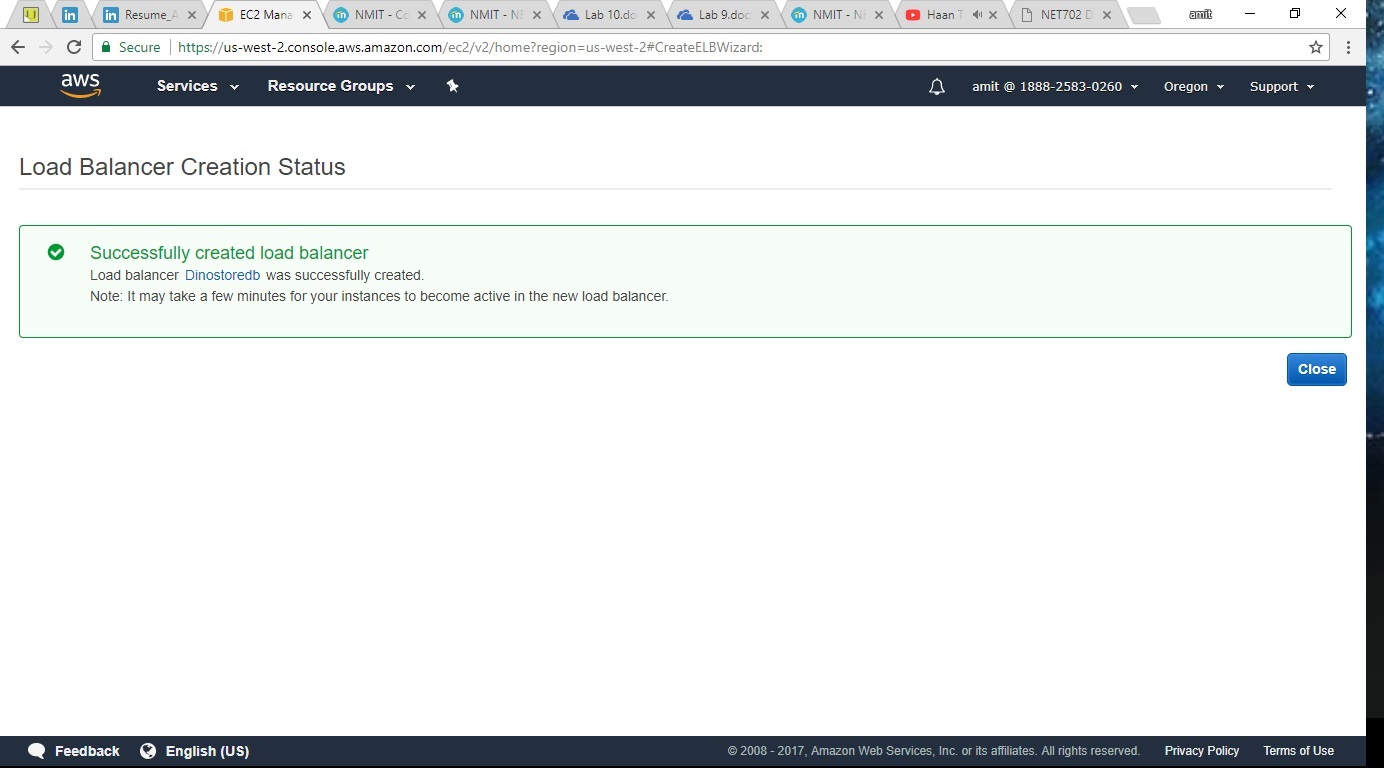 Resume_A
EC2 Mana
NMIT - Co
NMIT - NE
Lab 10.do
Lab 9.doc
NMIT - NE
Haan T
NET702 D
amit
Secure
https://us-west-2.console.aws.amazon.com/ec2/v2/home?region=us-west-2#CreateELBWizard:
aws
Services
Resource Groups
amit @ 1888-2583-0260
Oregon
Support
Load Balancer Creation Status
Successfully created load balancer
Load balancer Dinostoredb was successfully created.
Note: It may take a few minutes for your instances to become active in the new load balancer.
Close
Feedback
English (US)
© 2008 - 2017, Amazon Web Services, Inc. or its affiliates. All rights reserved.
Privacy Policy
Terms of Use